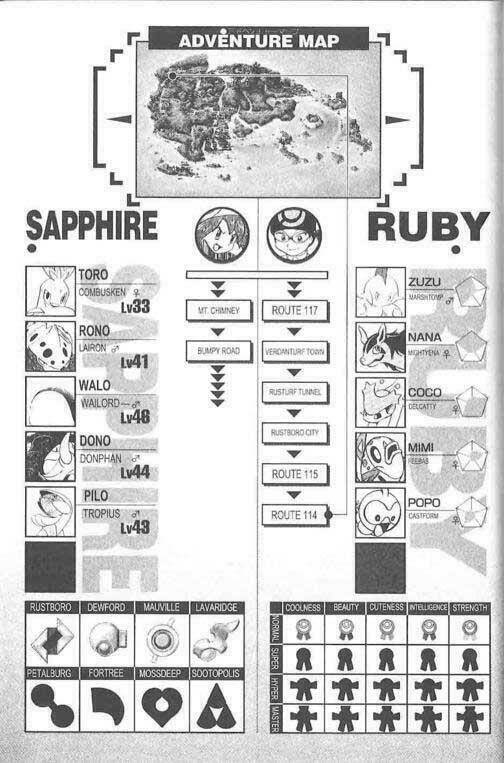 ADVENTURE MAP
SAPPHIRE
RUBY
TORO
COMBUSKEN ♀
Lv33
RONO
LAIRON ♂
Lv41
WALO
WAILORD ♂
Lv48
DONO
DONPHAN ♂
Lv44
PILO
TROPIUS ♂
Lv43
SAPPHIRE
MT. CHIMNEY
BUMPY ROAD
ROUTE 117
VERDANTURF TOWN
RUSTURF TUNNEL
RUSTBORO CITY
ROUTE 115
ROUTE 114
ZUZU
MARSHTOMP ♂
NANA
MIGHTYENA ♀
COCO
DELCATTY ♀
MIMI
FEEBAS ♀
POPO
CASTFORM ♀
RUBY
RUSTBORO DEWFORD MAUVILLE LAVARIDGE
PETALBURG FORTREE MOSSDEEP SOOTOPOLIS
COOLNESS BEAUTY CUTENESS INTELLIGENCE STRENGTH
NORMAL
SUPER
HYPER
MASTER